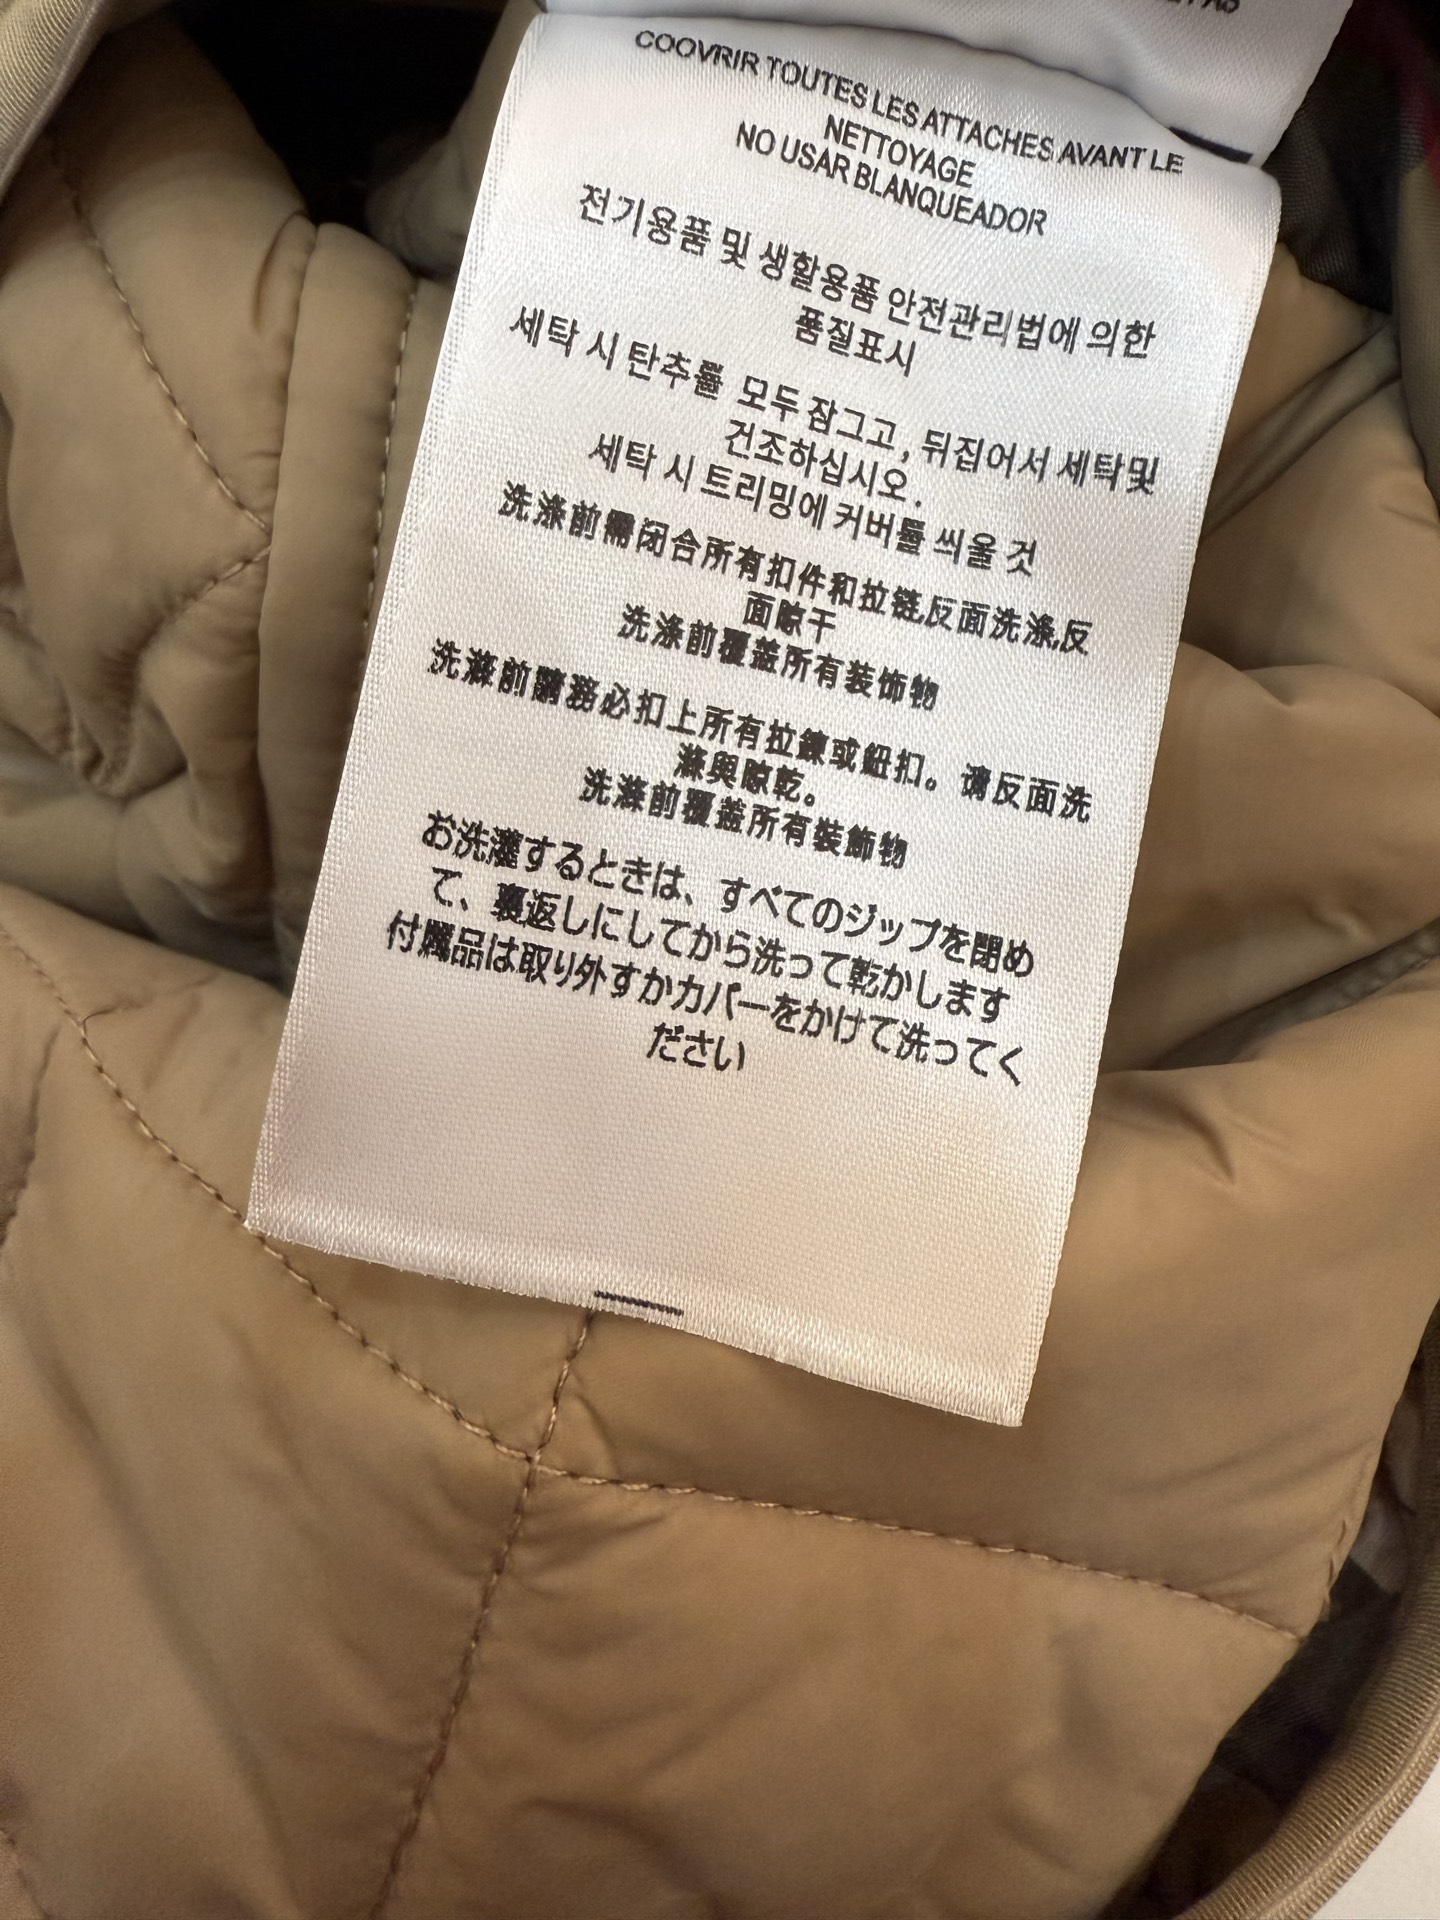 COOVRIR TOUTES LES ATTACHES AVANT LE
NETTOYAGE
NO USAR BLANQUEADOR
전기용품 및 생활용품 안전관리법에 의한
품질표시
세탁 시 탄추를 모두 잠그고, 뒤집어서 세탁및
건조하십시오.
세탁 시 트리밍에 커버를 씌울 것
洗涤前需闭合所有扣件和拉链,反面洗涤,反
面晾干
洗涤前覆盖所有装饰物
洗滌前請務必扣上所有拉鍊或鈕扣。请反面洗
滌與晾乾。
洗滌前覆蓋所有裝飾物
お洗濯するときは、すべてのジップを閉め
て、裏返しにしてから洗って乾かします
付属品は取り外すかカバーをかけて洗ってく
ださい